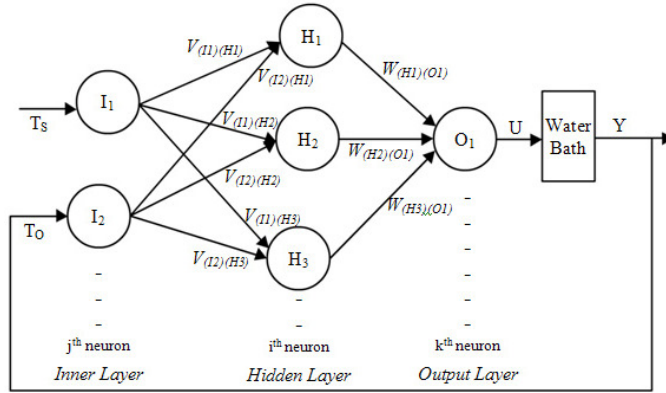 H1
V(I1)(H1)
W(H1)(O1)
V(I2)(H1)
I1
TS
V(I1)(H2)
H2
W(H2)(O1)
O1
U
Water
Bath
Y
V(I2)(H2)
I2
TO
V(I1)(H3)
W(H3),(O1)
V(I2)(H3)
H3
jth neuron
ith neuron
kth neuron
Inner Layer
Hidden Layer
Output Layer